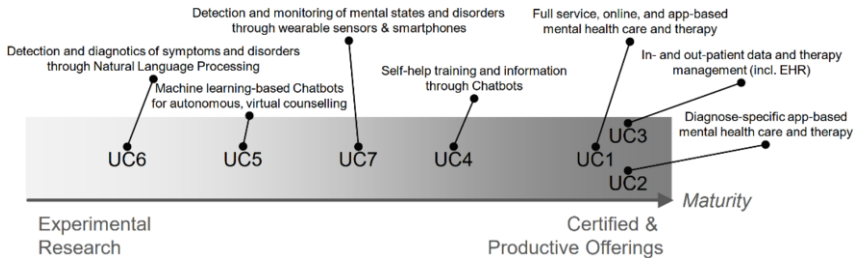 Detection and monitoring of mental states and disorders
through wearable sensors & smartphones
Full service, online, and app-based
mental health care and therapy
Detection and diagnostics of symptoms and disorders
through Natural Language Processing
Self-help training and information
through Chatbots
In- and out-patient data and therapy
management (incl. EHR)
Machine learning-based Chatbots
for autonomous, virtual counselling
Diagnose-specific app-based
mental health care and therapy
UC6
UC5
UC7
UC4
UC1
UC3
UC2
Maturity
Experimental
Research
Certified &
Productive Offerings